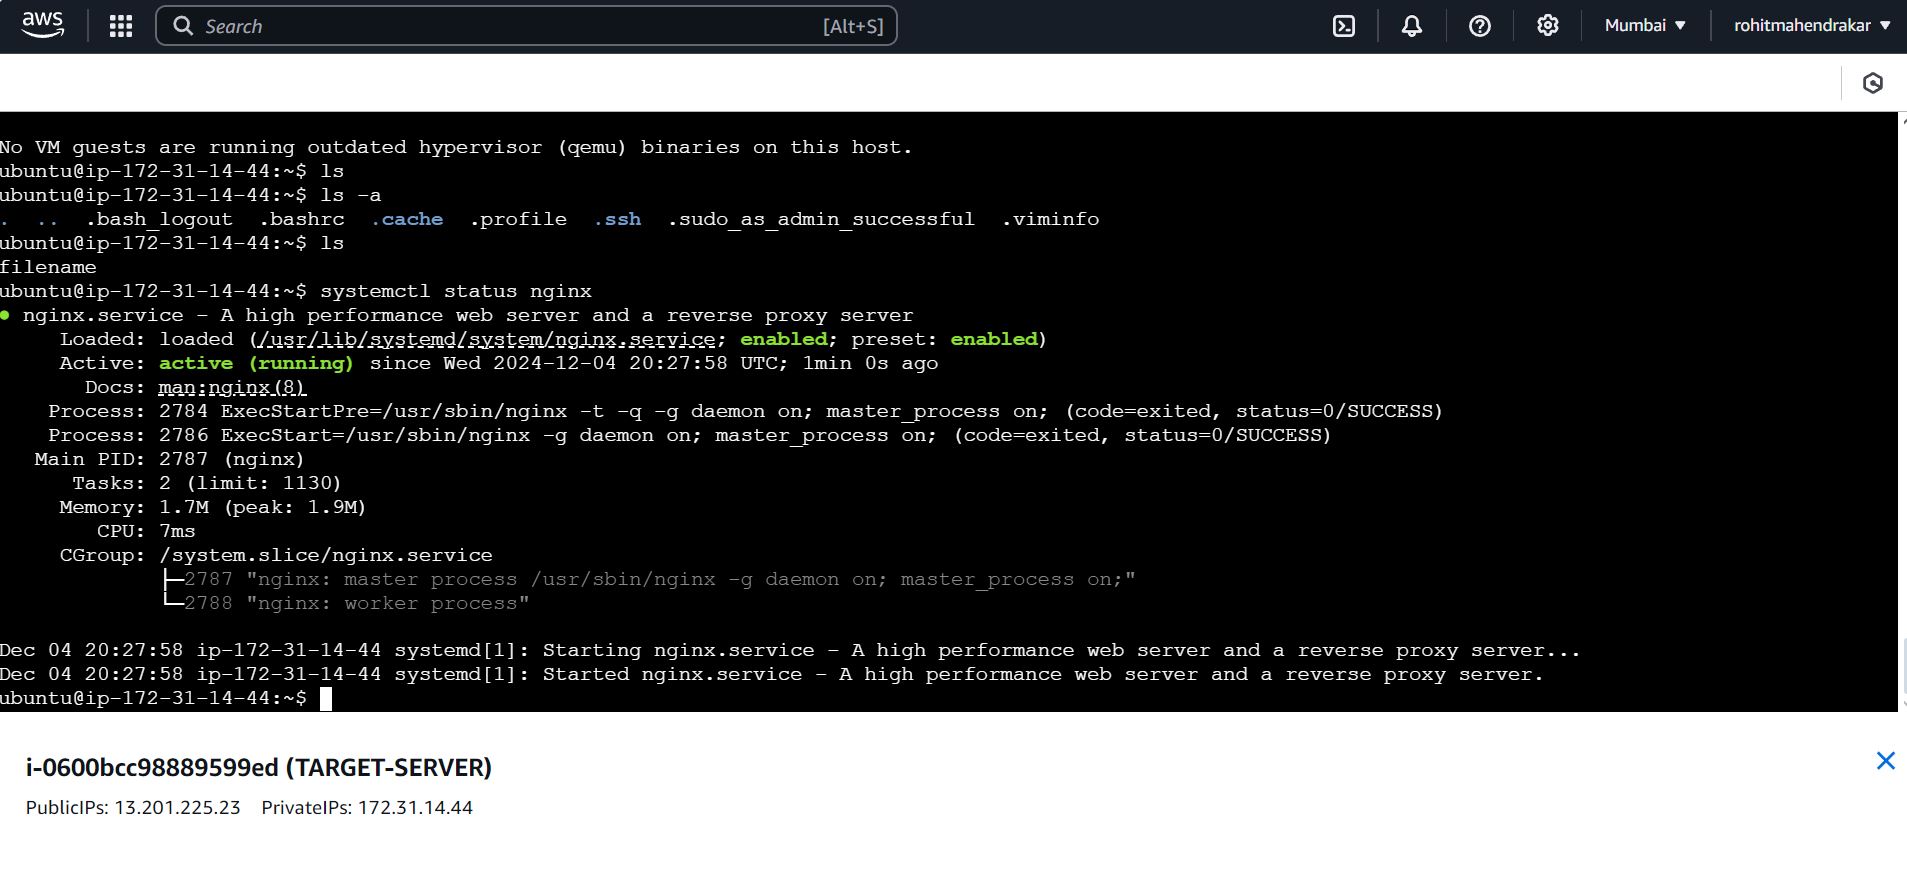 aws
Search [Alt+S] Mumbai ▼ rohitmahendrakar ▼
No VM guests are running outdated hypervisor (qemu) binaries on this host.
ubuntu@ip-172-31-14-44:~$ ls
ubuntu@ip-172-31-14-44:~$ ls -a
.  ..  .bash_logout  .bashrc  .cache  .profile  .ssh  .sudo_as_admin_successful  .viminfo
ubuntu@ip-172-31-14-44:~$ ls
filename
ubuntu@ip-172-31-14-44:~$ systemctl status nginx
● nginx.service - A high performance web server and a reverse proxy server
Loaded: loaded (/usr/lib/systemd/system/nginx.service; enabled; preset: enabled)
Active: active (running) since Wed 2024-12-04 20:27:58 UTC; 1min 0s ago
Docs: man:nginx(8)
Process: 2784 ExecStartPre=/usr/sbin/nginx -t -q -g daemon on; master_process on; (code=exited, status=0/SUCCESS)
Process: 2786 ExecStart=/usr/sbin/nginx -g daemon on; master_process on; (code=exited, status=0/SUCCESS)
Main PID: 2787 (nginx)
Tasks: 2 (limit: 1130)
Memory: 1.7M (peak: 1.9M)
CPU: 7ms
CGroup: /system.slice/nginx.service
├─2787 "nginx: master process /usr/sbin/nginx -g daemon on; master_process on;"
└─2788 "nginx: worker process"
Dec 04 20:27:58 ip-172-31-14-44 systemd[1]: Starting nginx.service - A high performance web server and a reverse proxy server...
Dec 04 20:27:58 ip-172-31-14-44 systemd[1]: Started nginx.service - A high performance web server and a reverse proxy server.
ubuntu@ip-172-31-14-44:~$
i-0600bcc98889599ed (TARGET-SERVER)
PublicIPs: 13.201.225.23 PrivateIPs: 172.31.14.44